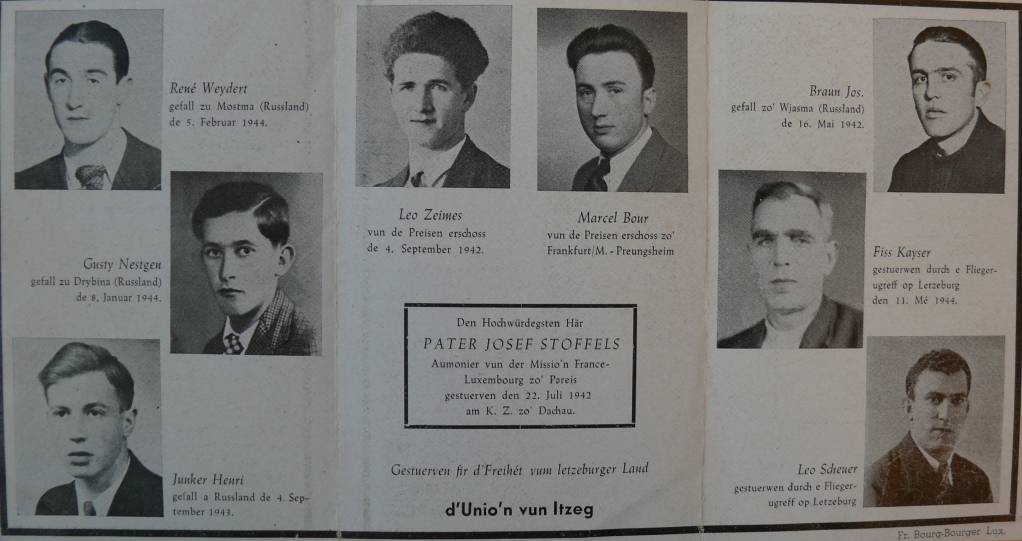 René Weydert
gefall zu Mostma (Russland)
de 5. Februar 1944.
Gusty Nestgen
gefall zu Drybina (Russland)
de 8. Januar 1944.
Junker Henri
gefall a Russland de 4. Sep-
tember 1943.
Leo Zeimes
vun de Preisen erschoss
de 4. September 1942.
Marcel Bour
vun de Preisen erschoss zo'
Frankfurt/M. - Preungsheim
Den Hochwürdegsten Här
PATER JOSEF STOFFELS
Aumonier vun der Missio'n France-
Luxembourg zo' Pareis
gestuerven den 22. Juli 1942
am K. Z. zo' Dachau.
Gestuerven fir d'Freihét vum letzeburger Land
d'Unio'n vun Itzeg
Braun Jos.
gefall zo' Wjasma (Russland)
de 16. Mai 1942.
Fiss Kayser
gestuerwen durch e Flieger-
ugreff op Letzeburg
den 11. Mé 1944.
Leo Scheuer
gestuerwen durch e Flieger-
ugreff op Letzeburg
Fr. Bourg-Bourger Lux.